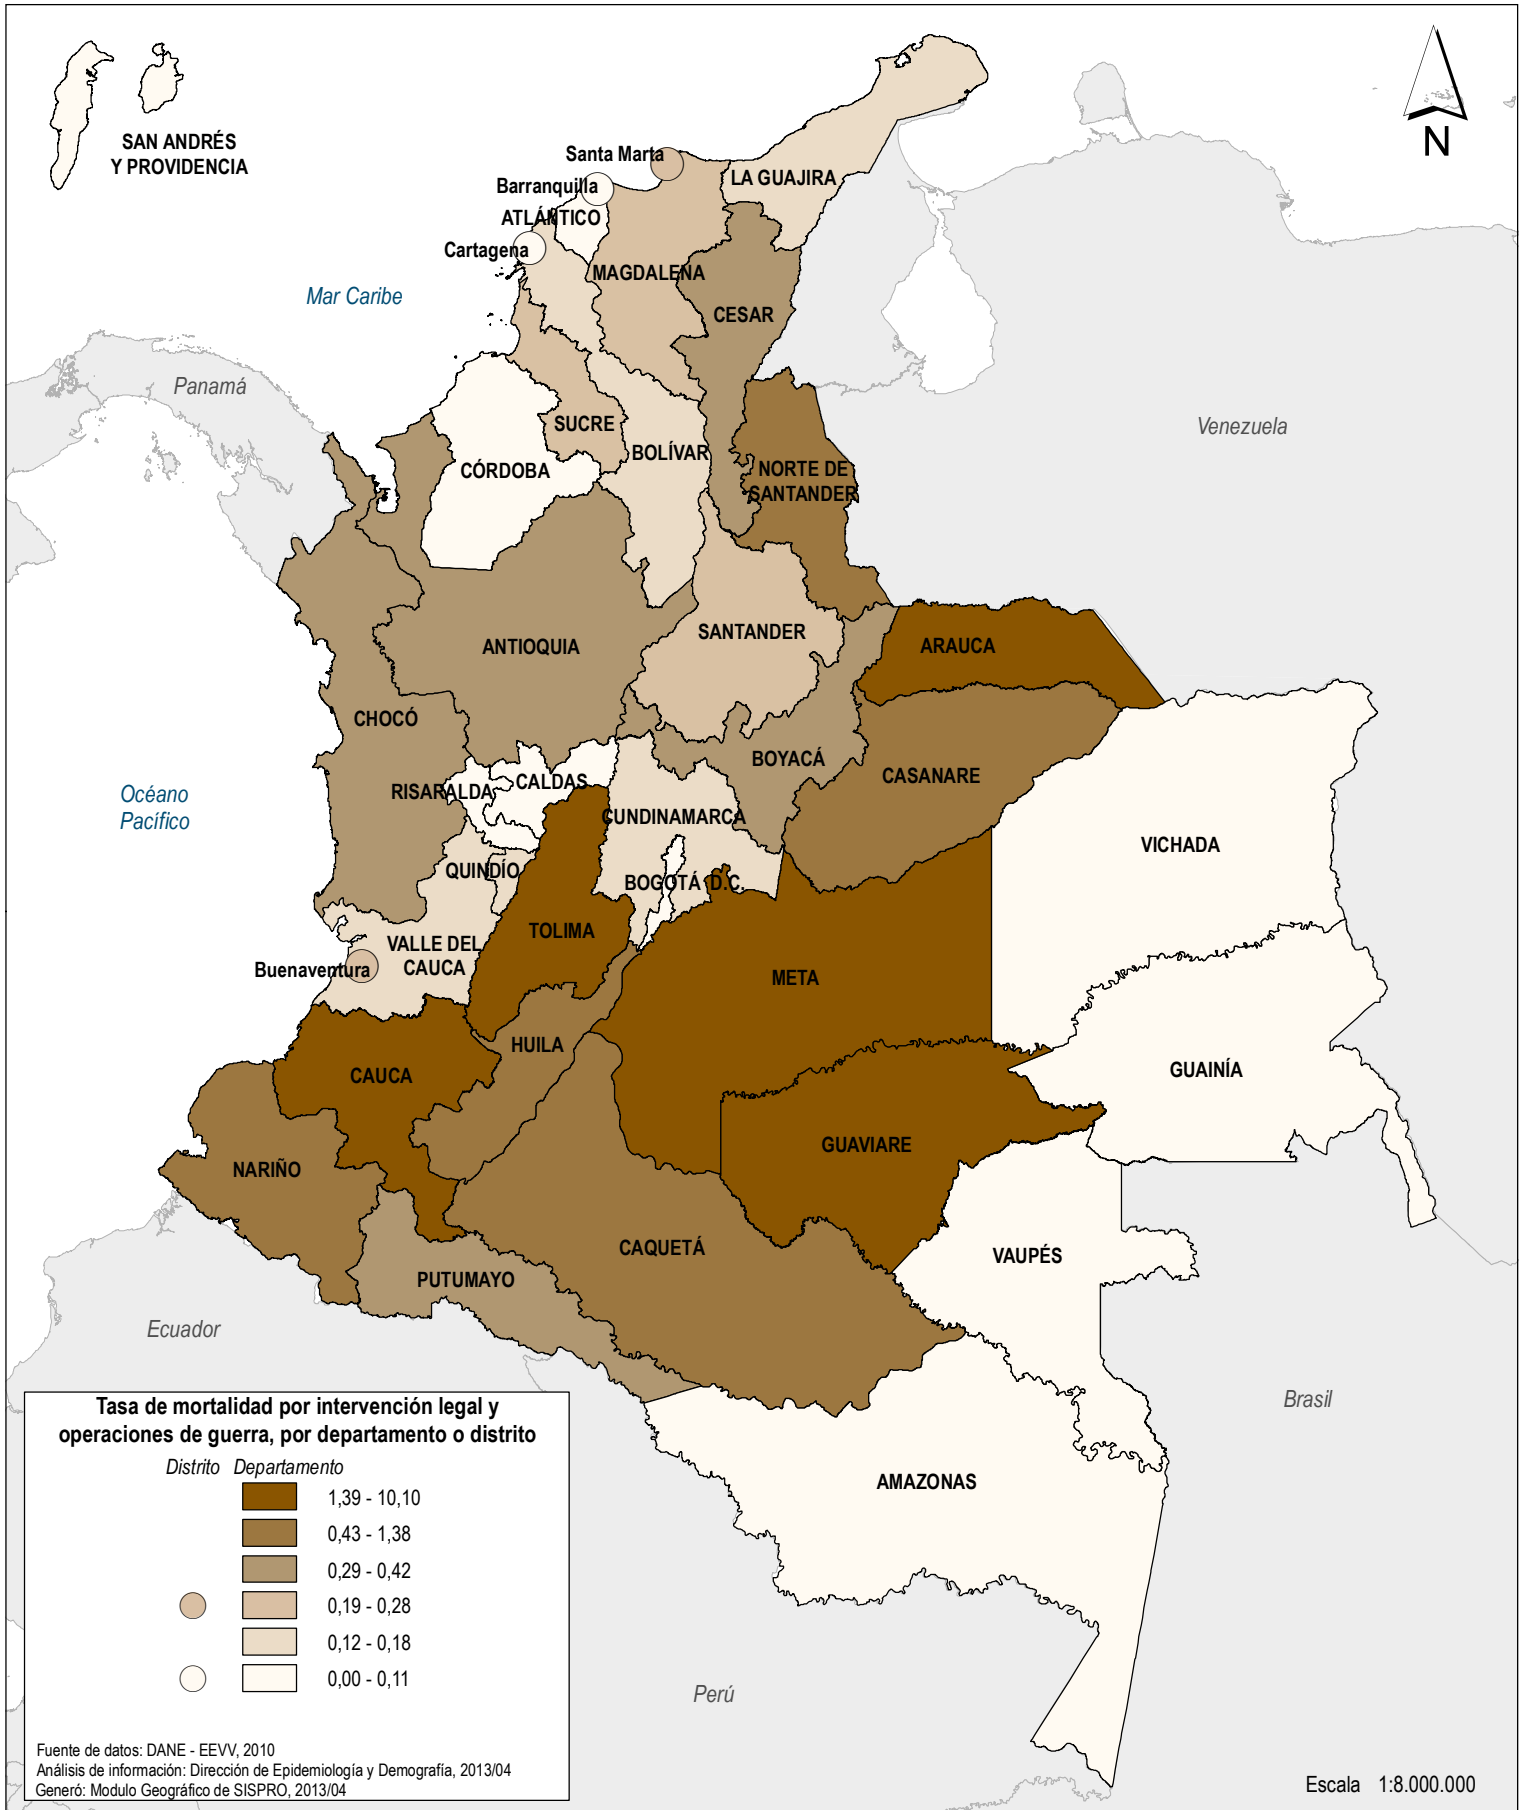 SAN ANDRÉS
Y PROVIDENCIA
N
Santa Marta
Barranquilla
LA GUAJIRA
ATLÁNTICO
Cartagena
MAGDALENA
Mar Caribe
CESAR
Panamá
Venezuela
SUCRE
BOLÍVAR
CÓRDOBA
NORTE DE
SANTANDER
SANTANDER
ARAUCA
ANTIOQUIA
CHOCÓ
BOYACÁ
CASANARE
CALDAS
RISARALDA
Océano
Pacífico
CUNDINAMARCA
VICHADA
QUINDÍO
BOGOTÁ D.C.
TOLIMA
VALLE DEL
CAUCA
Buenaventura
META
HUILA
CAUCA
GUAINÍA
GUAVIARE
NARIÑO
CAQUETÁ
VAUPÉS
PUTUMAYO
Ecuador
Brasil
AMAZONAS
Perú
Tasa de mortalidad por intervención legal y
operaciones de guerra, por departamento o distrito
Distrito Departamento
1,39 - 10,10
0,43 - 1,38
0,29 - 0,42
0,19 - 0,28
0,12 - 0,18
0,00 - 0,11
Fuente de datos: DANE - EEVV, 2010
Análisis de información: Dirección de Epidemiología y Demografía, 2013/04
Generó: Modulo Geográfico de SISPRO, 2013/04
Escala 1:8.000.000